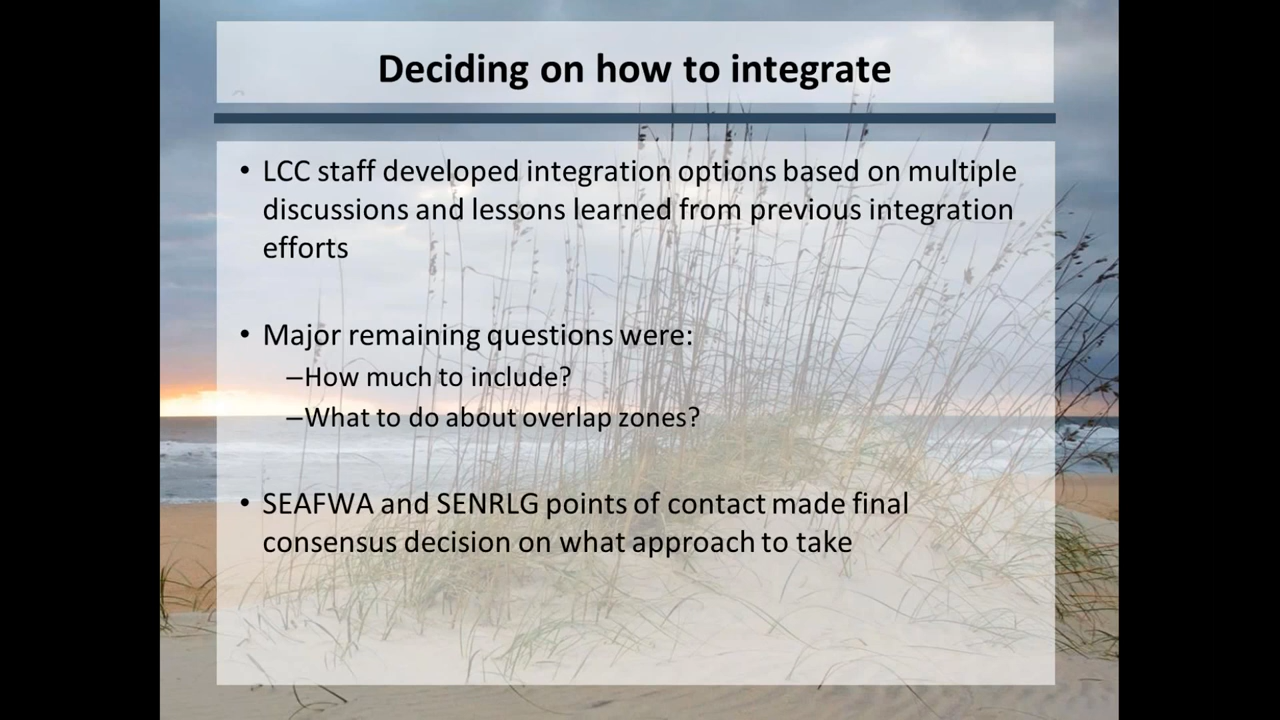 Deciding on how to integrate
• LCC staff developed integration options based on multiple
discussions and lessons learned from previous integration
efforts
• Major remaining questions were:
–How much to include?
–What to do about overlap zones?
• SEAFWA and SENRLG points of contact made final
consensus decision on what approach to take